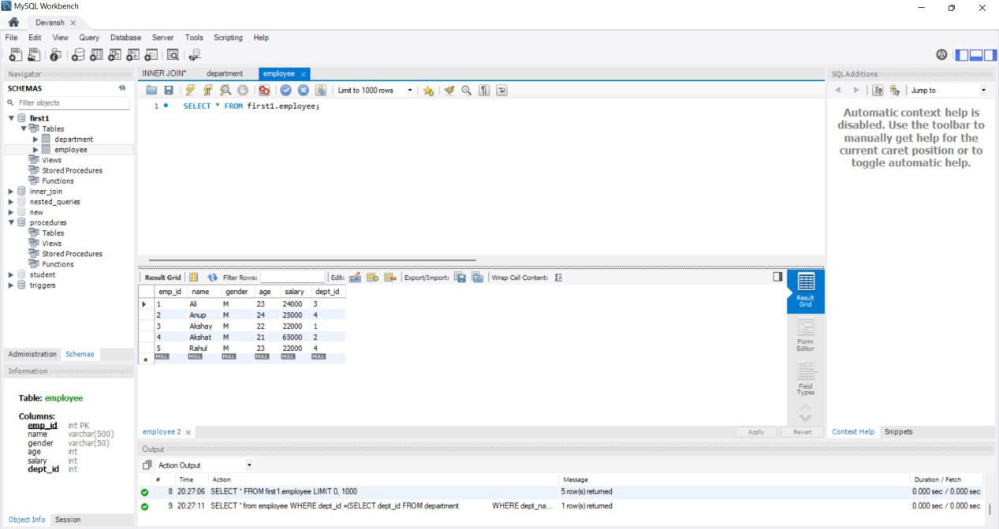 MySQL Workbench
Devansh
File Edit View Query Database Server Tools Scripting Help
Navigator
SCHEMAS
Filter objects
first1
Tables
department
employee
Views
Stored Procedures
Functions
inner_join
nested_queries
new
procedures
Tables
Views
Stored Procedures
Functions
student
triggers
Administration Schemas
Information
Table: employee
Columns:
emp_id int PK
name varchar(500)
gender varchar(50)
age int
salary int
dept_id int
Object Info Session
INNER JOIN* department employee
Limit to 1000 rows
1 SELECT * FROM first1.employee;
Result Grid Filter Rows: Edit: Export/Import: Wrap Cell Content:
emp_id name gender age salary dept_id
1 Ali M 23 24000 3
2 Anup M 24 25000 4
3 Akshay M 22 22000 1
4 Akshat M 21 65000 2
5 Rahul M 23 22000 4
NULL NULL NULL NULL NULL NULL
Result
Grid
Form
Editor
Field
Types
employee 2 Apply Revert
Output
Action Output
# Time Action Message Duration / Fetch
8 20:27:06 SELECT * FROM first1.employee LIMIT 0, 1000 5 row(s) returned 0.000 sec / 0.000 sec
9 20:27:11 SELECT * from employee WHERE dept_id =(SELECT dept_id FROM department WHERE dept_na... 1 row(s) returned 0.000 sec / 0.000 sec
SQLAdditions
Jump to
Automatic context help is
disabled. Use the toolbar to
manually get help for the
current caret position or to
toggle automatic help.
Context Help Snippets